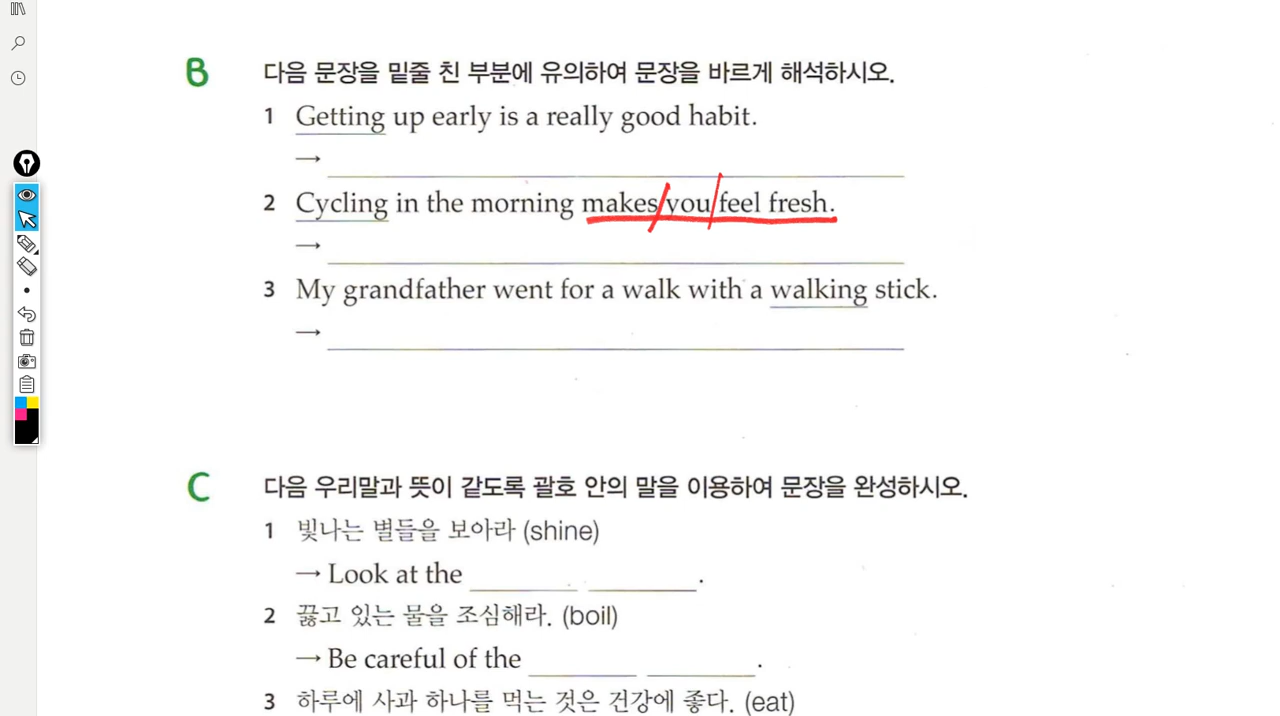 B 다음 문장을 밑줄 친 부분에 유의하여 문장을 바르게 해석하시오.
1 Getting up early is a really good habit.
→
2 Cycling in the morning makes/you/feel fresh.
→
3 My grandfather went for a walk with a walking stick.
→
C 다음 우리말과 뜻이 같도록 괄호 안의 말을 이용하여 문장을 완성하시오.
1 빛나는 별들을 보아라 (shine)
→ Look at the ________ ________.
2 끓고 있는 물을 조심해라. (boil)
→ Be careful of the ________ ________.
3 하루에 사과 하나를 먹는 것은 건강에 좋다. (eat)